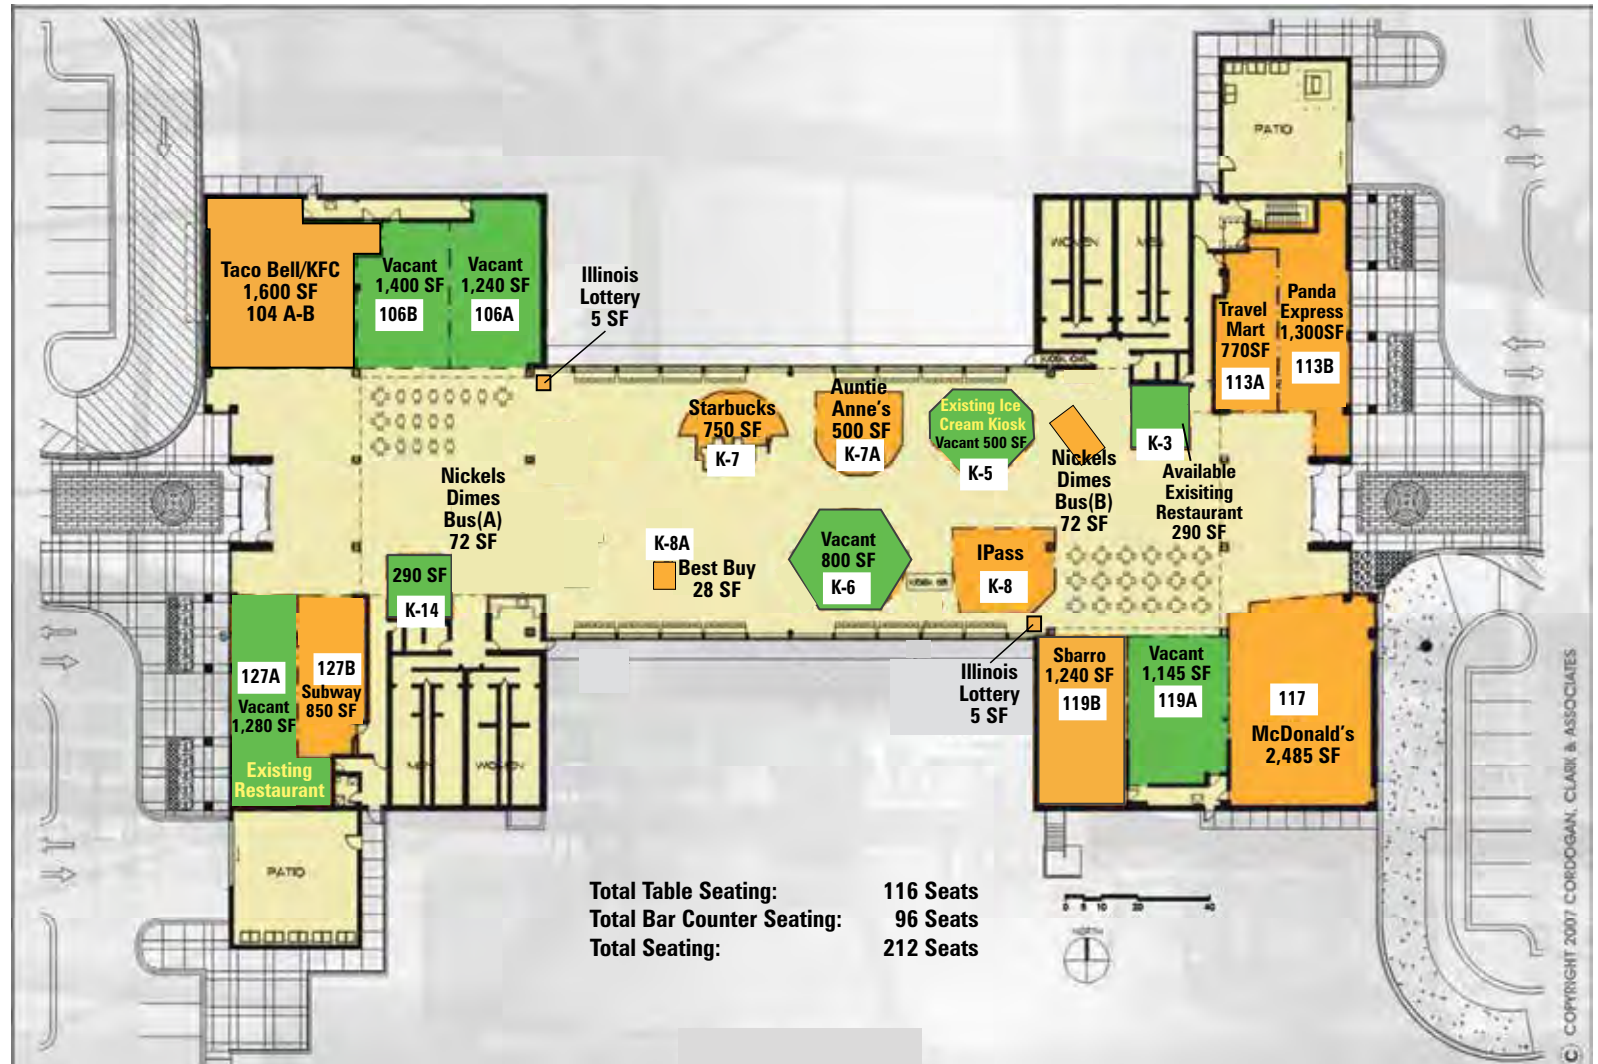 PATIO
Taco Bell/KFC
1,600 SF
104 A-B
Vacant
1,400 SF
106B
Vacant
1,240 SF
106A
Illinois
Lottery
5 SF
WOMEN
MEN
Travel
Mart
770SF
113A
Panda
Express
1,300SF
113B
Starbucks
750 SF
K-7
Auntie
Anne's
500 SF
K-7A
Existing Ice
Cream Kiosk
Vacant 500 SF
K-5
K-3
Nickels
Dimes
Bus(B)
72 SF
Available
Exisiting
Restaurant
290 SF
Nickels
Dimes
Bus(A)
72 SF
K-8A
Best Buy
28 SF
Vacant
800 SF
K-6
IPass
K-8
290 SF
K-14
127A
Vacant
1,280 SF
Existing
Restaurant
127B
Subway
850 SF
MEN
WOMEN
Illinois
Lottery
5 SF
Sbarro
1,240 SF
119B
Vacant
1,145 SF
119A
117
McDonald's
2,485 SF
PATIO
Total Table Seating: 116 Seats
Total Bar Counter Seating: 96 Seats
Total Seating: 212 Seats
0 5 10 20 40
NORTH
© COPYRIGHT 2007 CORDOGAN, CLARK & ASSOCIATES